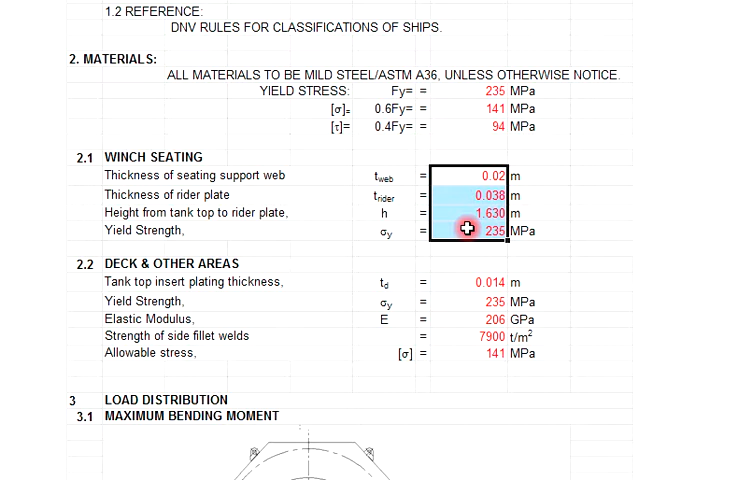 1.2 REFERENCE:
DNV RULES FOR CLASSIFICATIONS OF SHIPS.
2. MATERIALS:
ALL MATERIALS TO BE MILD STEEL/ASTM A36, UNLESS OTHERWISE NOTICE.
YIELD STRESS: Fy= = 235 MPa
[σ]= 0.6Fy= = 141 MPa
[τ]= 0.4Fy= = 94 MPa
2.1 WINCH SEATING
Thickness of seating support web tweb = 0.02 m
Thickness of rider plate trider = 0.038 m
Height from tank top to rider plate, h = 1.630 m
Yield Strength, σy = 235 MPa
2.2 DECK & OTHER AREAS
Tank top insert plating thickness, td = 0.014 m
Yield Strength, σy = 235 MPa
Elastic Modulus, E = 206 GPa
Strength of side fillet welds = 7900 t/m²
Allowable stress, [σ] = 141 MPa
3 LOAD DISTRIBUTION
3.1 MAXIMUM BENDING MOMENT